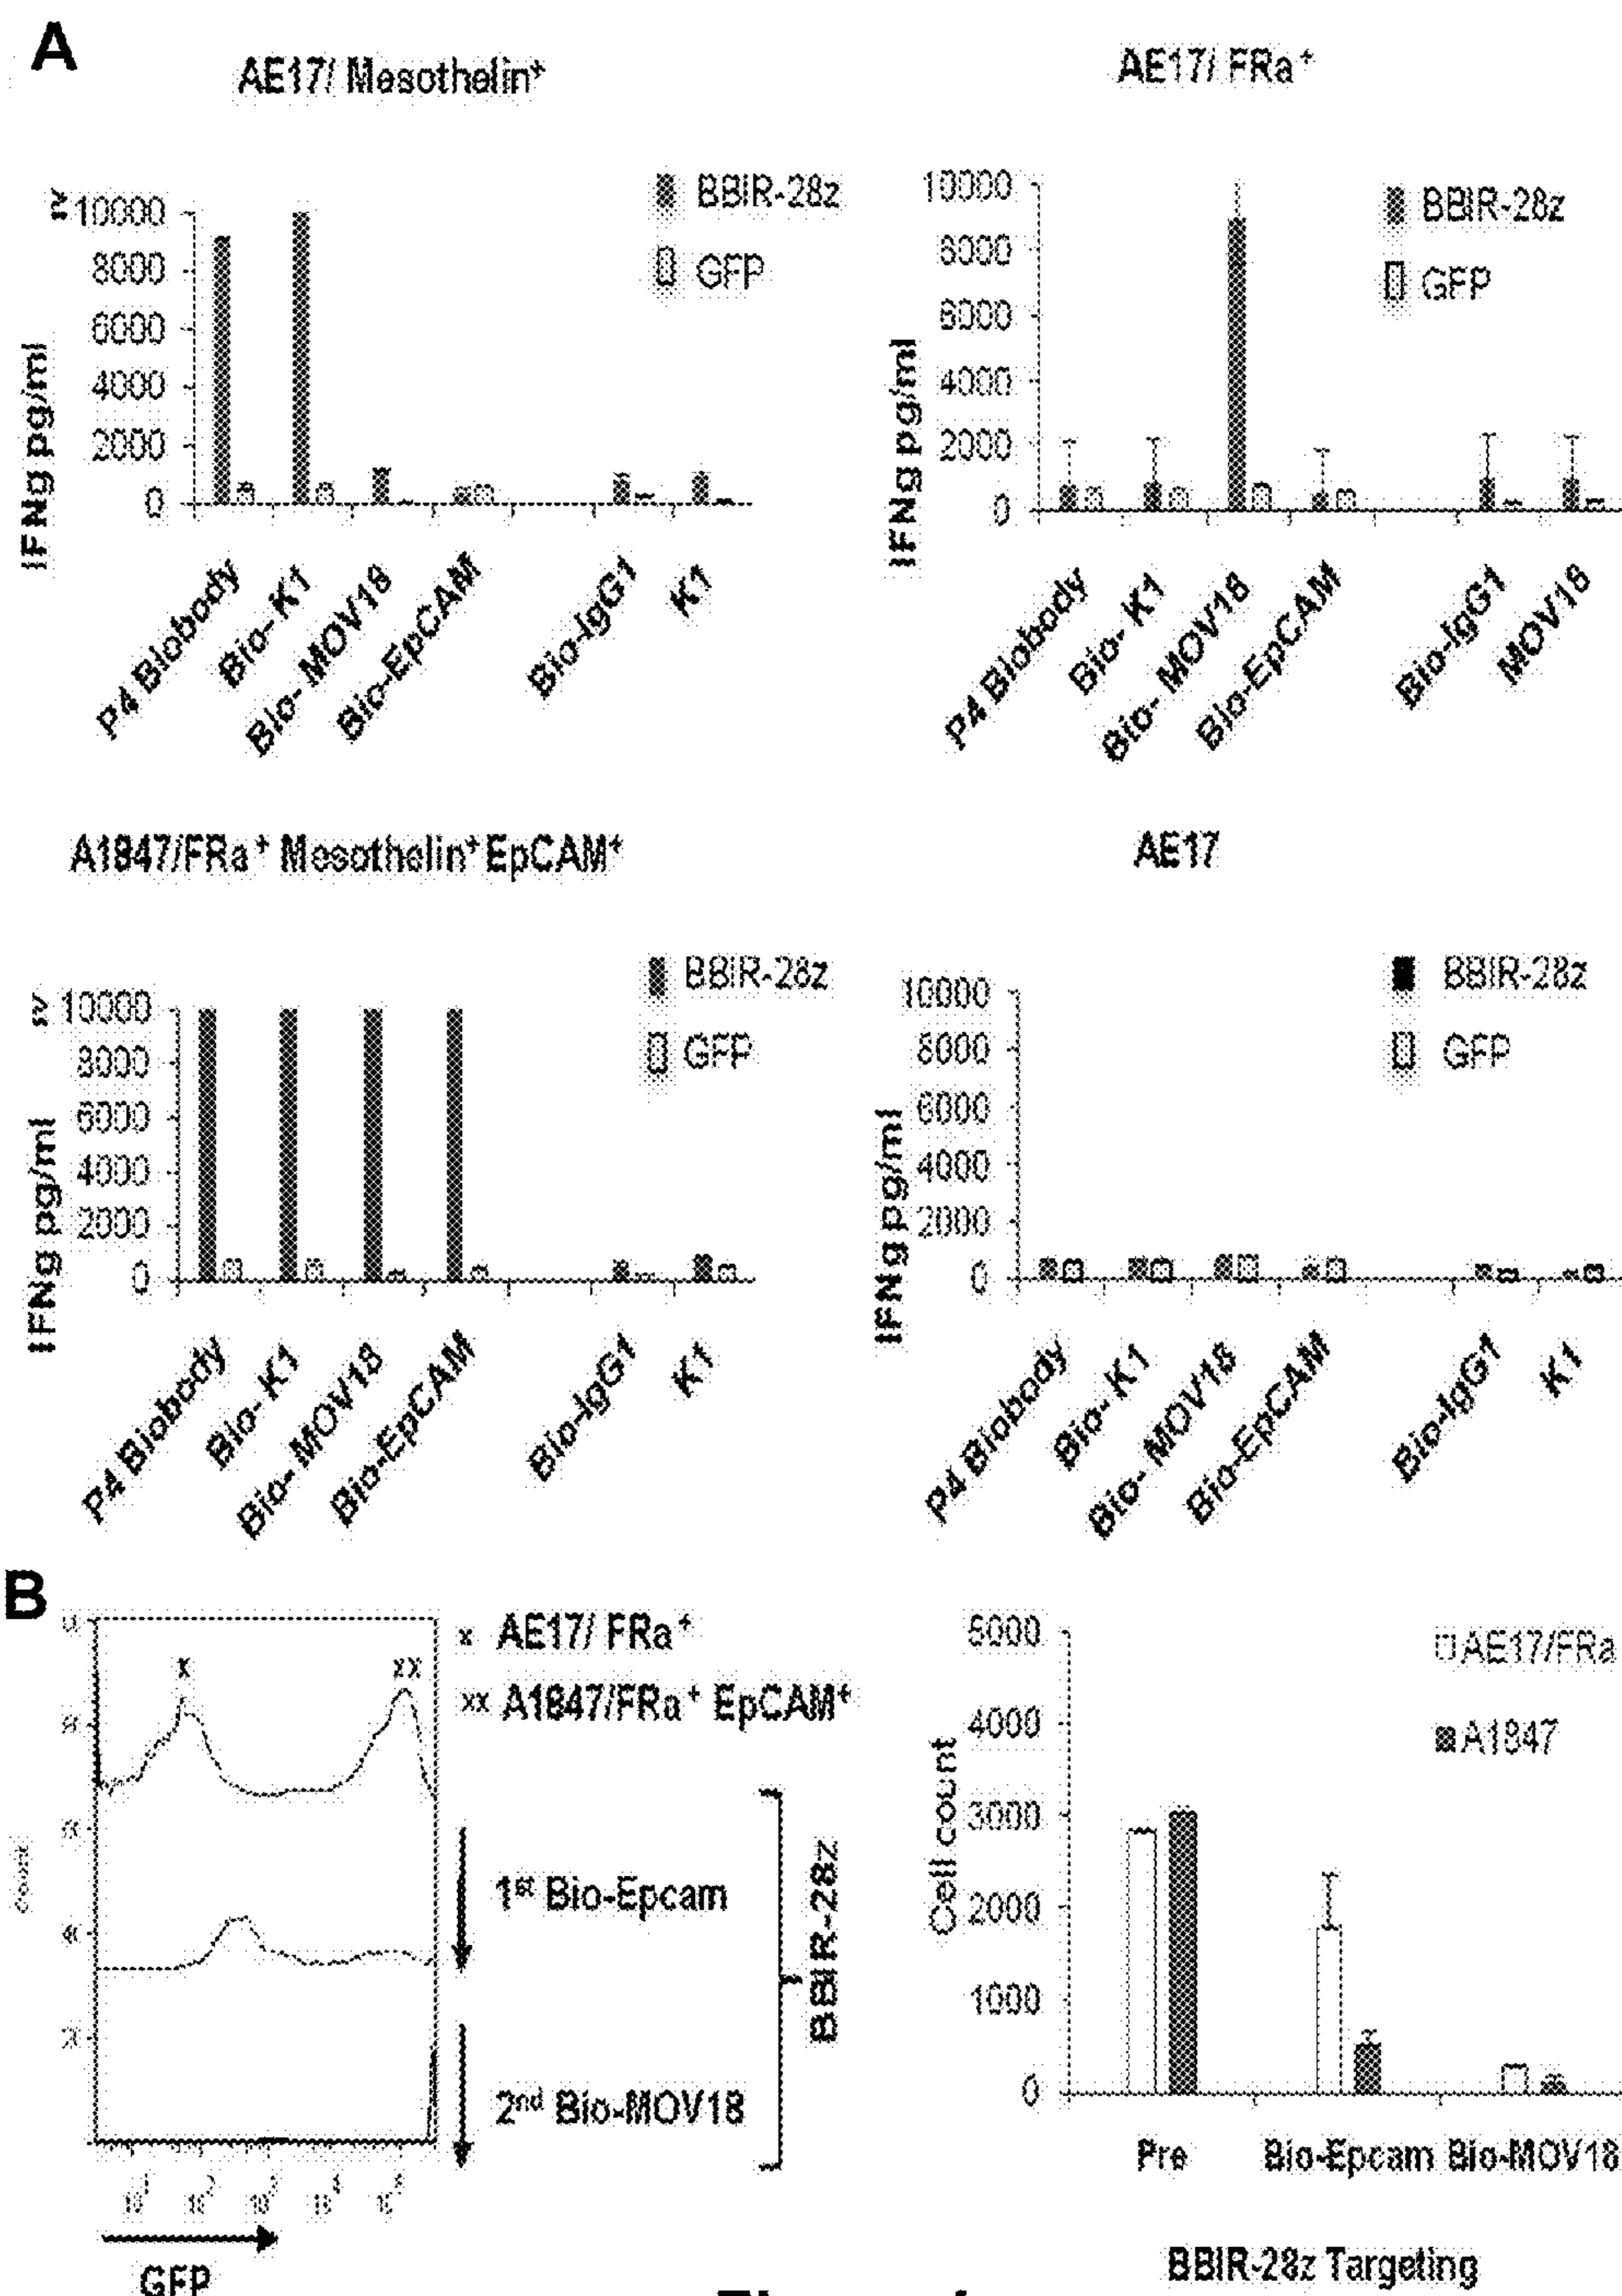 A
AE17/ Mesothelin+
≥10000
8000
6000
4000
2000
0
IFNg pg/ml
BBIR-28z
GFP
P4 Biobody
Bio- K1
Bio- MOV18
Bio-EpCAM
Bio-IgG1
K1
AE17/ FRa+
10000
8000
6000
4000
2000
0
IFNg pg/ml
BBIR-28z
GFP
P4 Biobody
Bio- K1
Bio- MOV18
Bio-EpCAM
Bio-IgG1
MOV18
A1847/FRa+ Mesothelin+ EpCAM+
≥10000
8000
6000
4000
2000
0
IFNg pg/ml
BBIR-28z
GFP
P4 Biobody
Bio- K1
Bio- MOV18
Bio-EpCAM
Bio-IgG1
K1
AE17
10000
8000
6000
4000
2000
0
IFNg pg/ml
BBIR-28z
GFP
P4 Biobody
Bio- K1
Bio- MOV18
Bio-EpCAM
Bio-IgG1
K1
B
count
x
xx
x AE17/ FRa+
xx A1847/FRa+ EpCAM+
1st Bio-Epcam
2nd Bio-MOV18
BBIR-28z
GFP
5000
4000
3000
2000
1000
0
Cell count
AE17/FRa
A1847
Pre
Bio-Epcam
Bio-MOV18
BBIR-28z Targeting